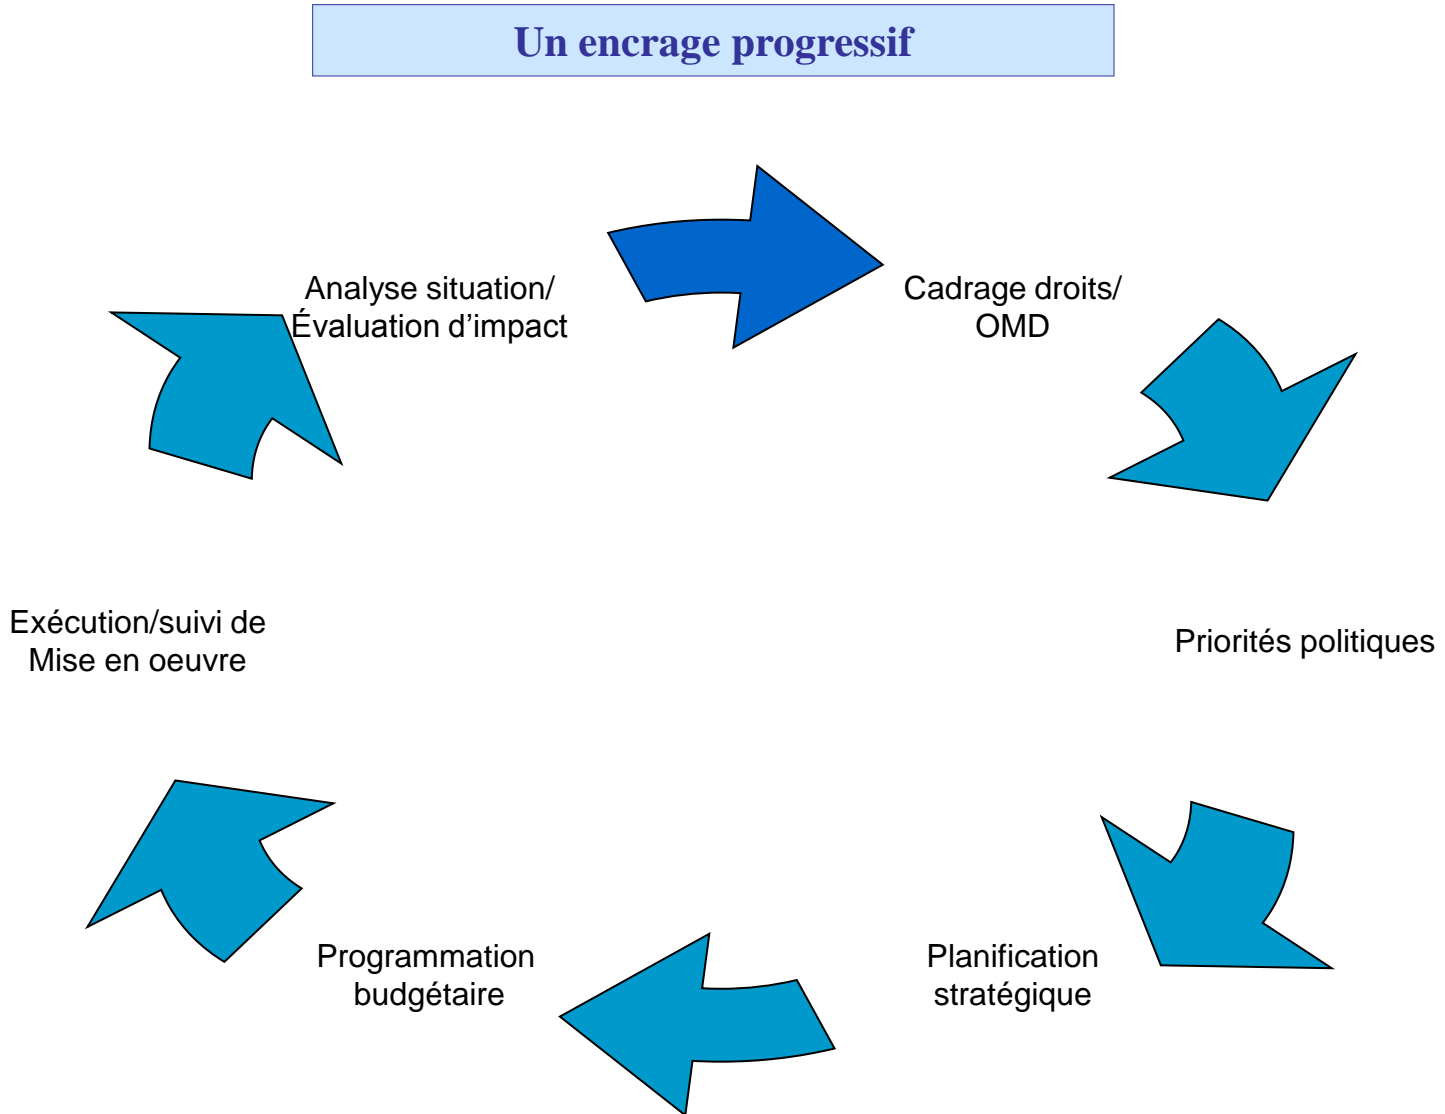 Un encrage progressif
Analyse situation/
Évaluation d’impact
Cadrage droits/
OMD
Priorités politiques
Planification
stratégique
Programmation
budgétaire
Exécution/suivi de
Mise en oeuvre